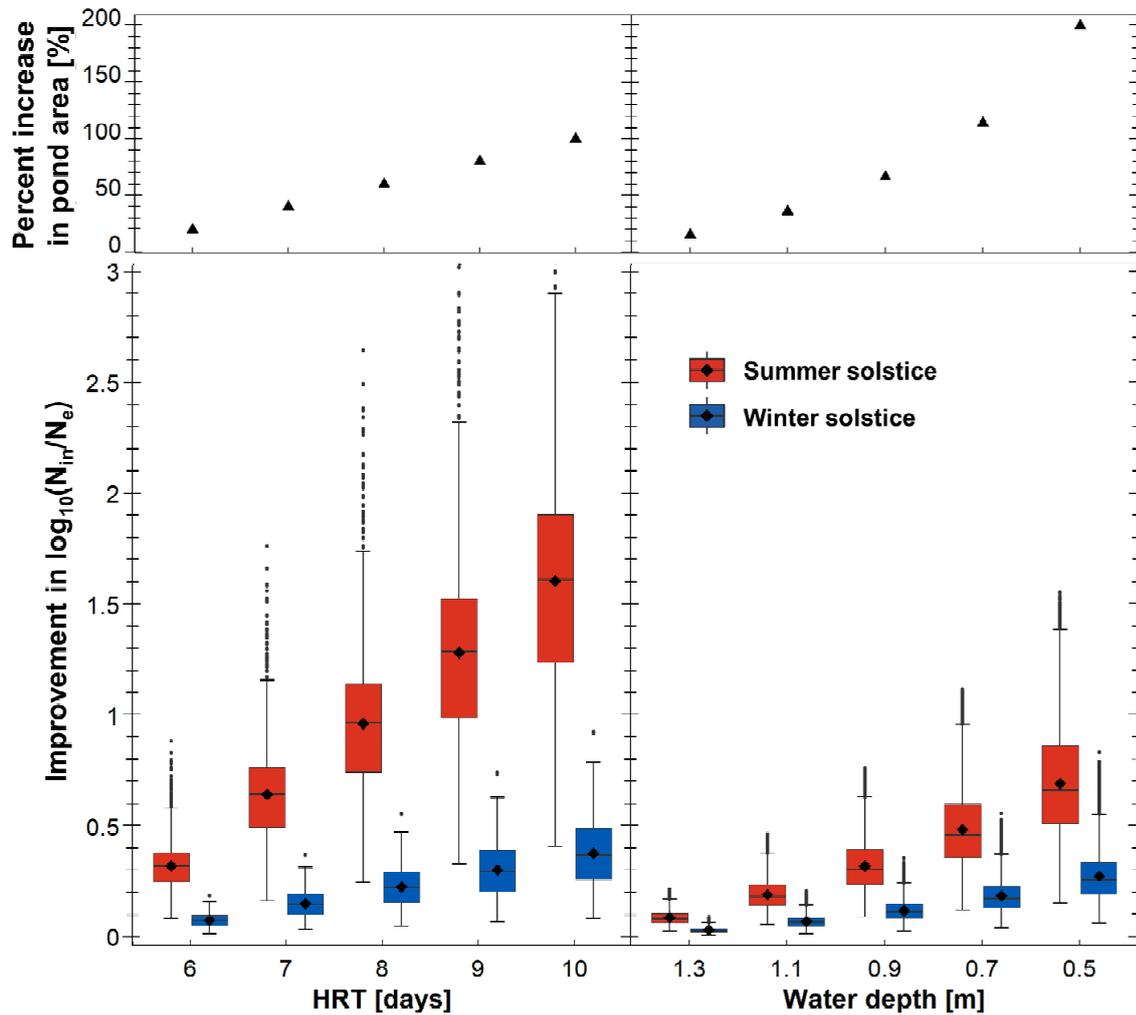 Percent increase
in pond area [%]
200
150
100
50
0
Improvement in log₁₀(Nᵢₙ/Nₑ)
3
2.5
2
1.5
1
0.5
0
Summer solstice
Winter solstice
6 7 8 9 10 1.3 1.1 0.9 0.7 0.5
HRT [days] Water depth [m]